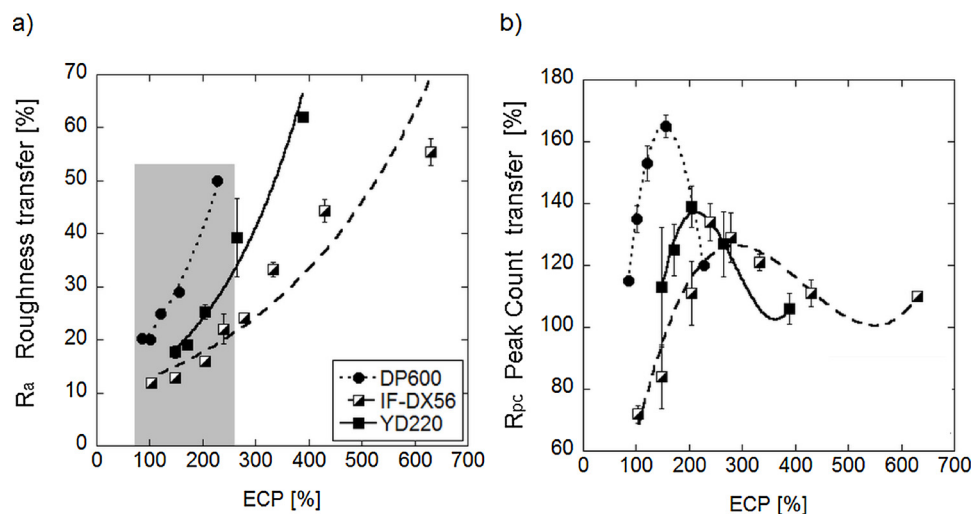 a)
Ra Roughness transfer [%]
70
60
50
40
30
20
10
0
0 100 200 300 400 500 600 700
ECP [%]
DP600
IF-DX56
YD220
b)
Rpc Peak Count transfer [%]
180
160
140
120
100
80
60
0 100 200 300 400 500 600 700
ECP [%]